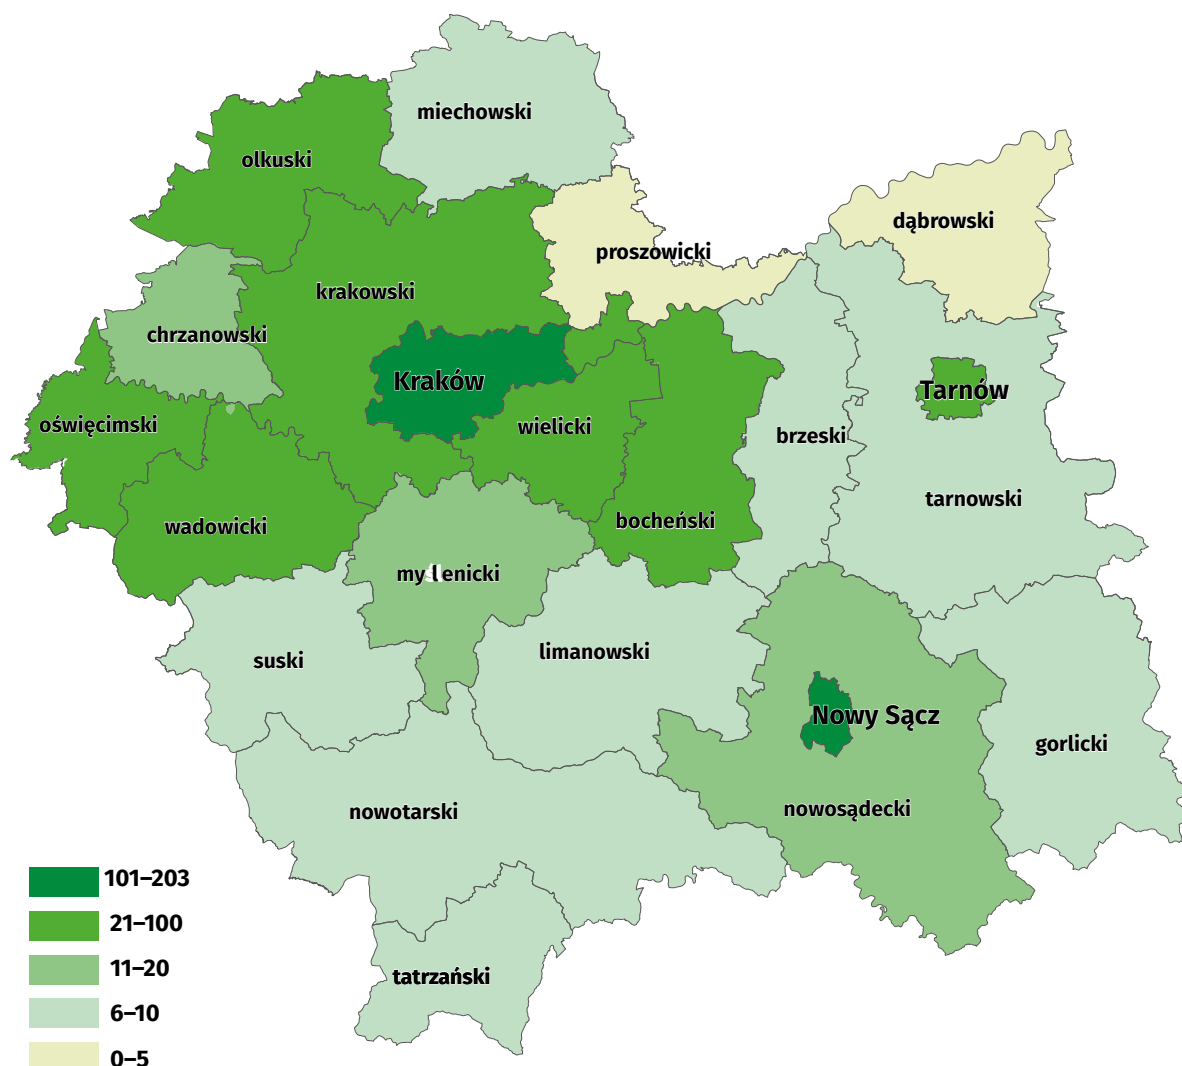 miechowski
olkuski
dąbrowski
proszowicki
krakowski
chrzanowski
Kraków
Tarnów
oświęcimski
wielicki
brzeski
tarnowski
bocheński
wadowicki
myślenicki
limanowski
suski
Nowy Sącz
gorlicki
nowosądecki
nowotarski
101–203
21–100
11–20
tatrzański
6–10
0–5